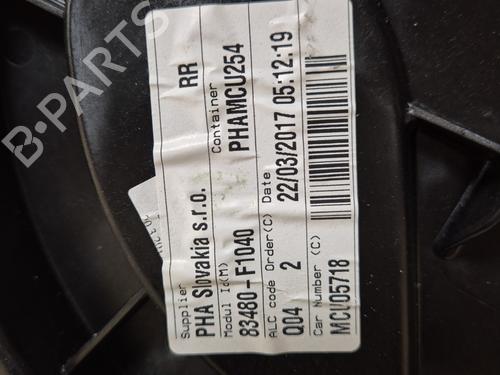 RR
Supplier
PHA Slovakia s.r.o.
Container
PHAMCU254
Modul Id(M)
83480-F1040
ALC code Order(C) Date
Q04 2 22/03/2017 05:12:19
Car Number (C)
MCU05718
B-PARTS